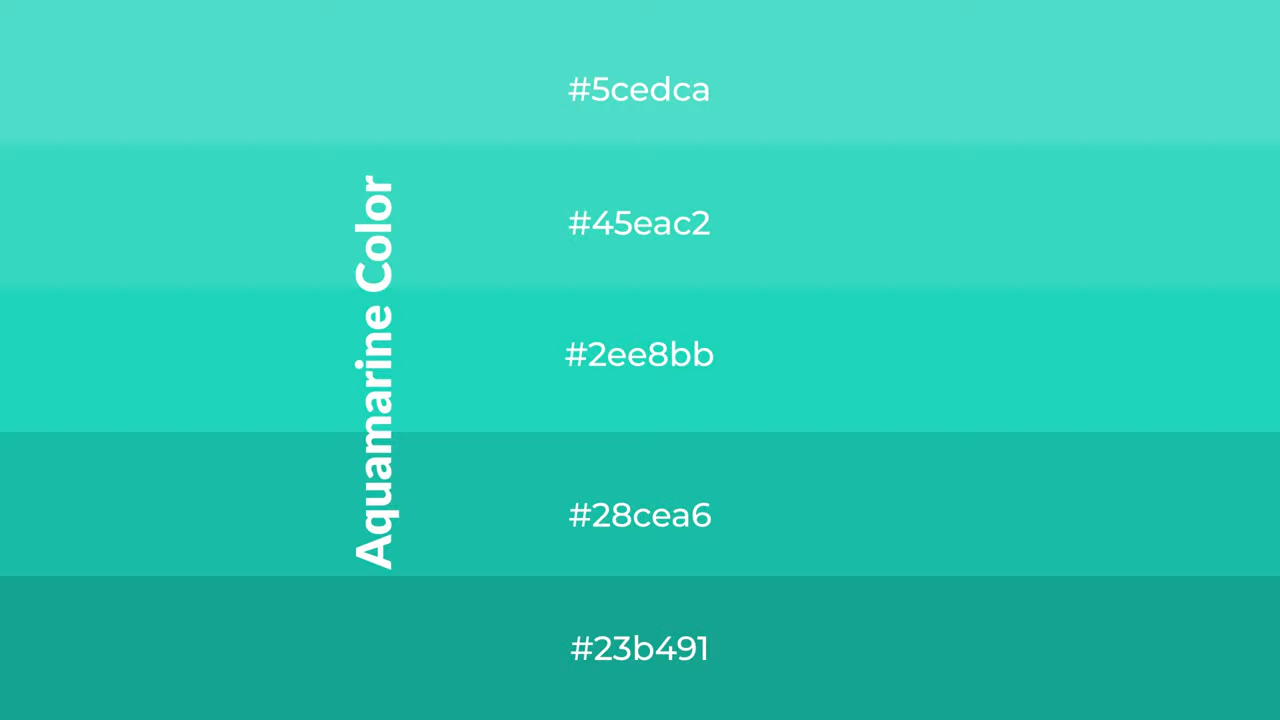 Aquamarine Color
#5cedca
#45eac2
#2ee8bb
#28cea6
#23b491